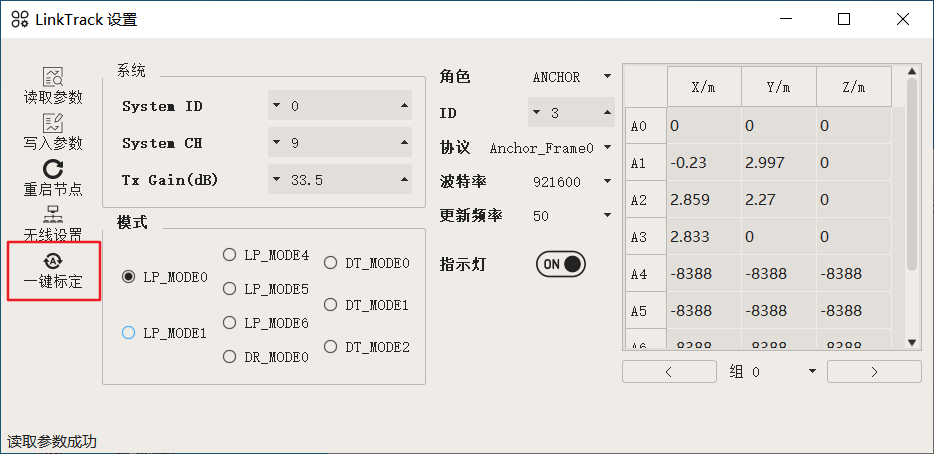 LinkTrack 设置
读取参数
写入参数
重启节点
无线设置
一键标定
系统
System ID 0
System CH 9
Tx Gain(dB) 33.5
模式
LP_MODE0
LP_MODE1
LP_MODE4
LP_MODE5
LP_MODE6
DR_MODE0
DT_MODE0
DT_MODE1
DT_MODE2
角色 ANCHOR
ID 3
协议 Anchor_Frame0
波特率 921600
更新频率 50
指示灯 ON
X/m Y/m Z/m
A0 0 0 0
A1 -0.23 2.997 0
A2 2.859 2.27 0
A3 2.833 0 0
A4 -8388 -8388 -8388
A5 -8388 -8388 -8388
A6 -8388 -8388 -8388
< 组 0 >
读取参数成功